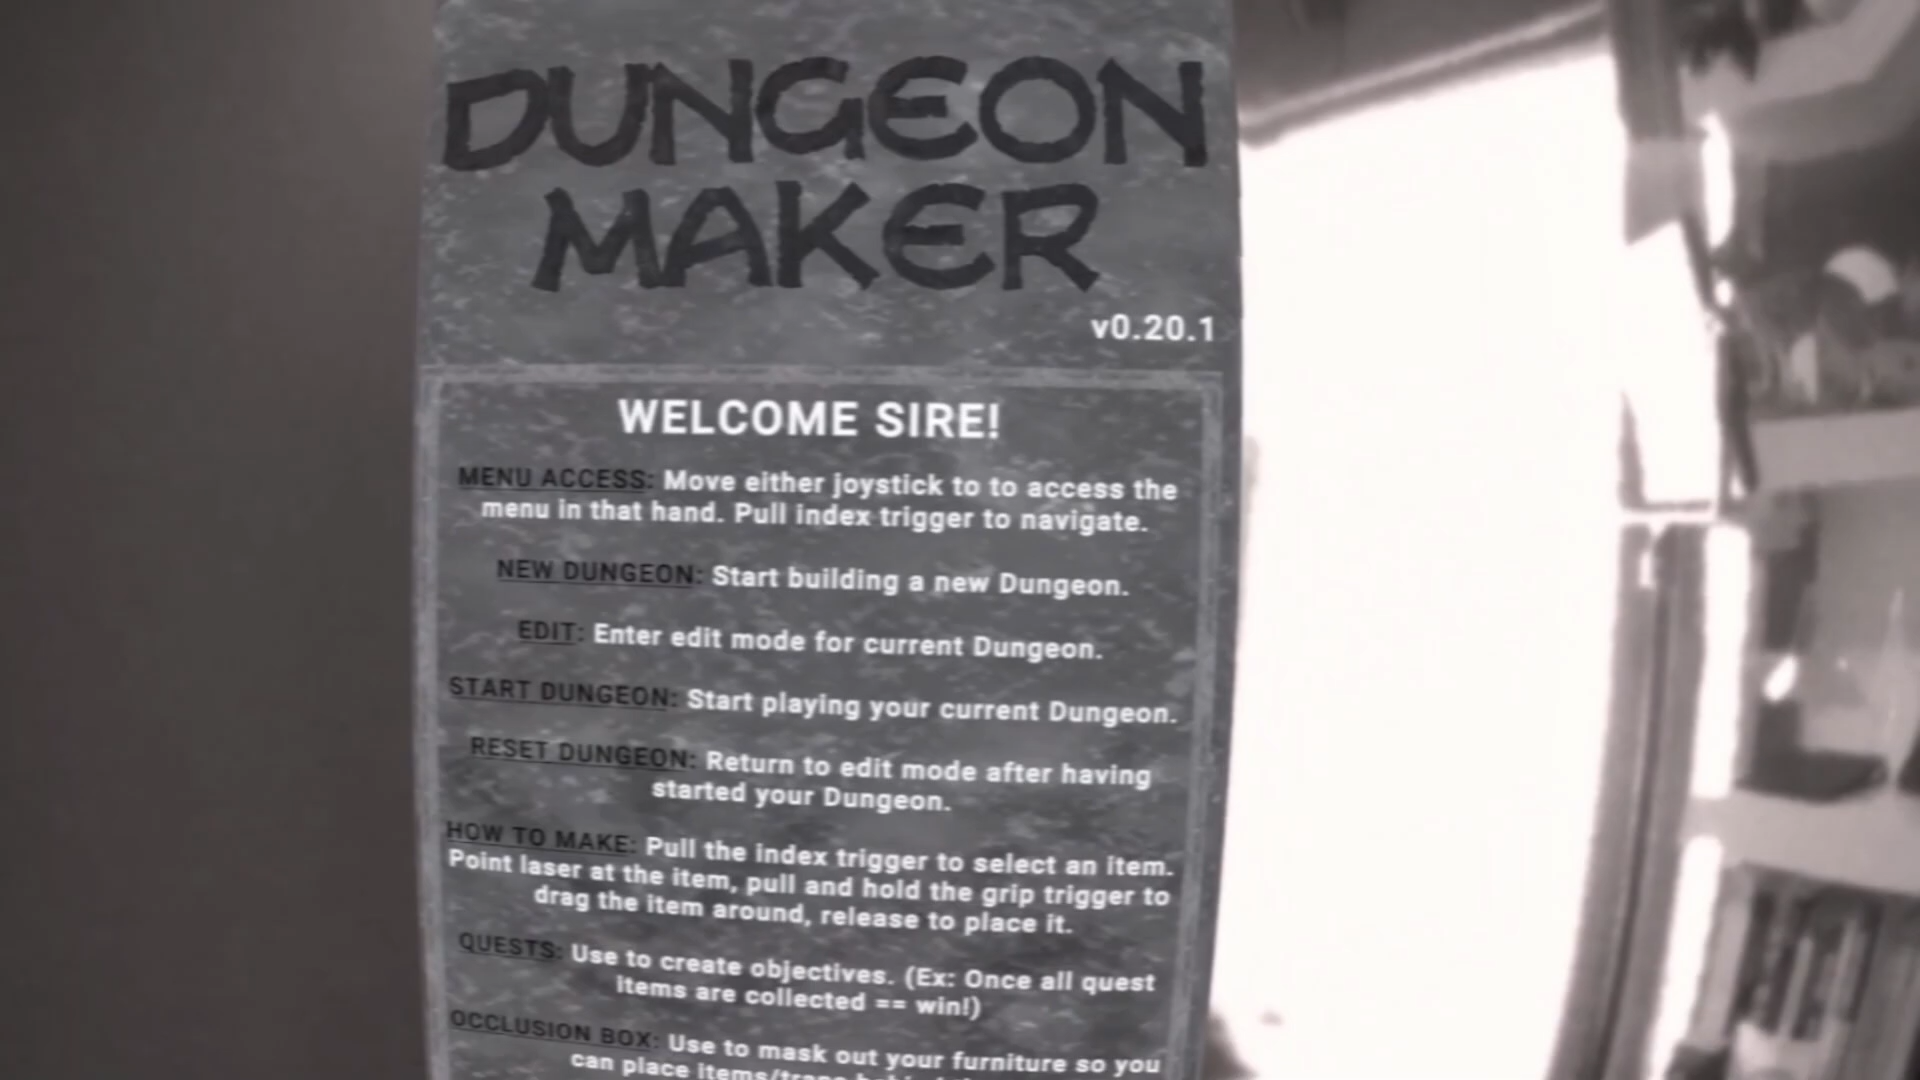 DUNGEON
MAKER
v0.20.1
WELCOME SIRE!
MENU ACCESS: Move either joystick to to access the
menu in that hand. Pull index trigger to navigate.
NEW DUNGEON: Start building a new Dungeon.
EDIT: Enter edit mode for current Dungeon.
START DUNGEON: Start playing your current Dungeon.
RESET DUNGEON: Return to edit mode after having
started your Dungeon.
HOW TO MAKE: Pull the index trigger to select an item.
Point laser at the item, pull and hold the grip trigger to
drag the item around, release to place it.
QUESTS: Use to create objectives. (Ex: Once all quest
items are collected == win!)
OCCLUSION BOX: Use to mask out your furniture so you
can place items/traps